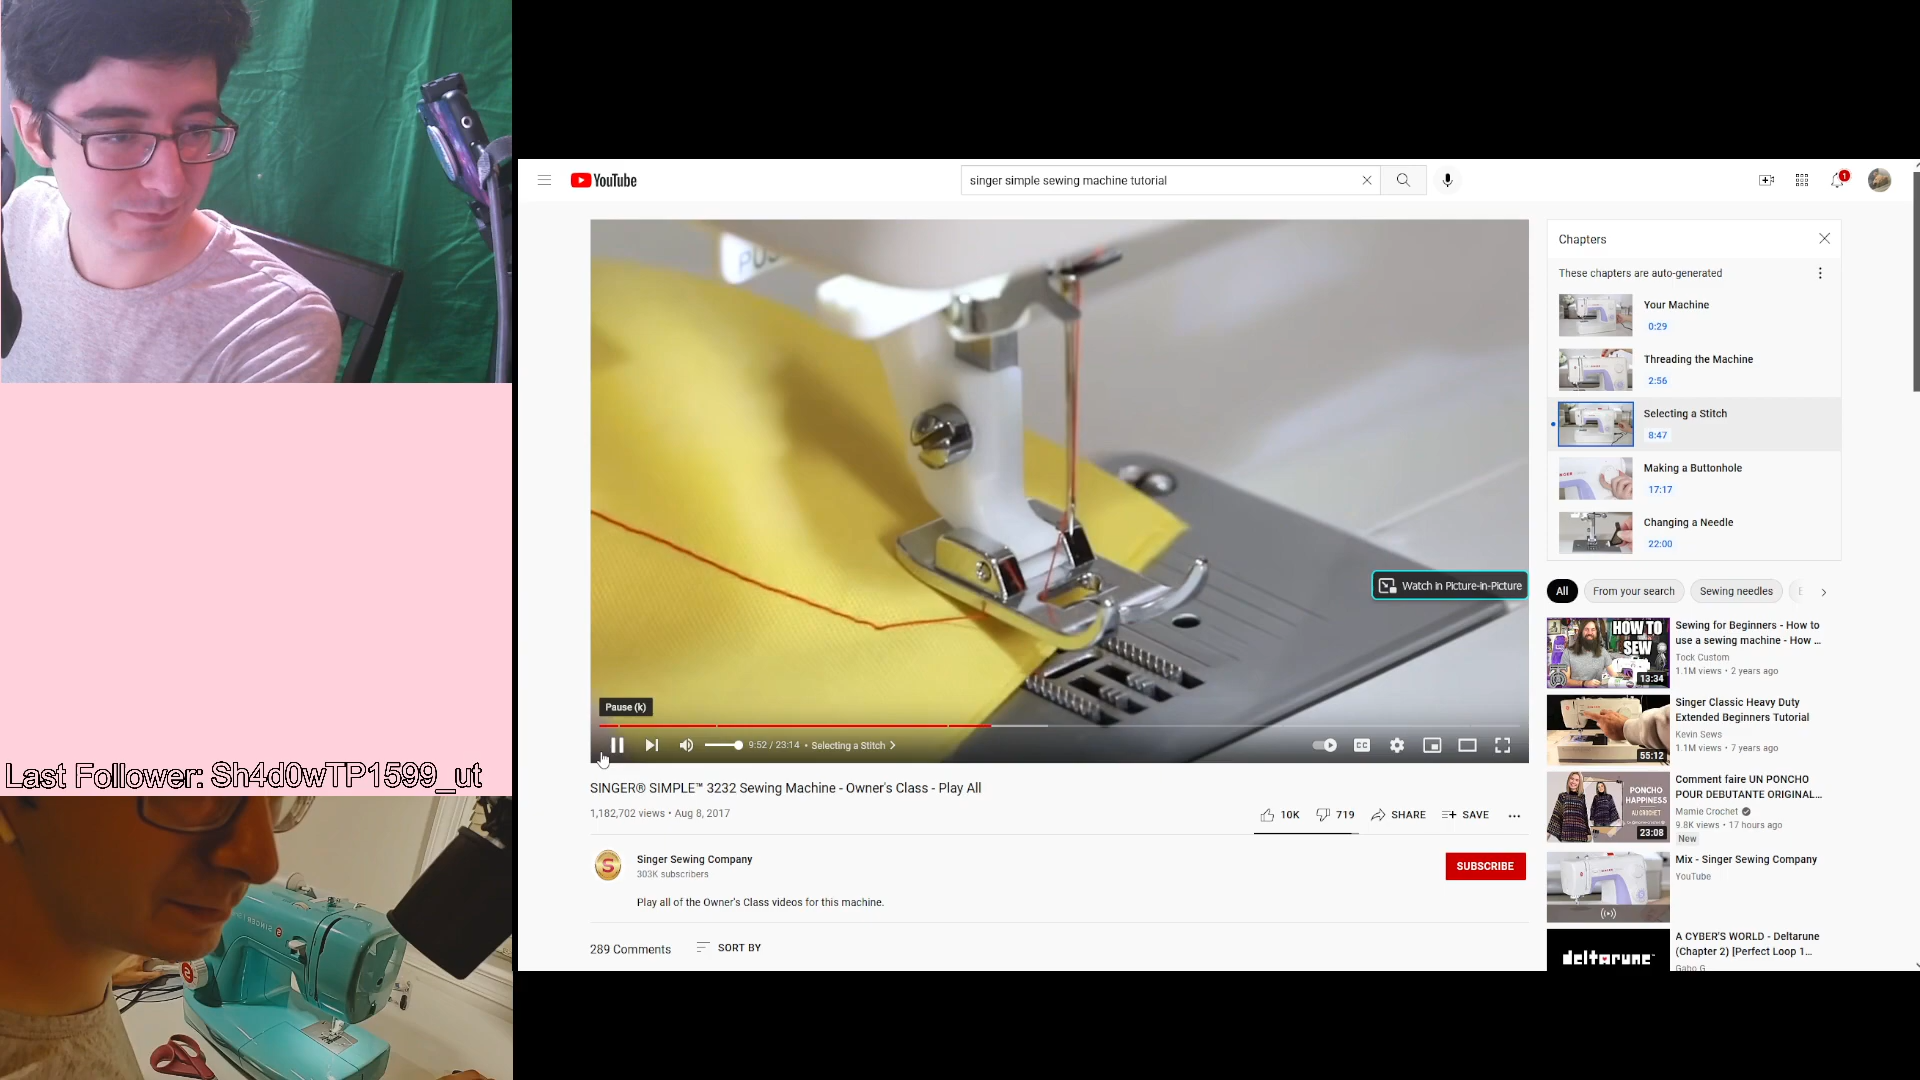 YouTube
singer simple sewing machine tutorial
1
PUS
Watch in Picture-in-Picture
Pause (k)
9:52 / 23:14 • Selecting a Stitch
CC
SINGER® SIMPLE™ 3232 Sewing Machine - Owner's Class - Play All
1,182,702 views • Aug 8, 2017
10K
719
SHARE
SAVE
S
Singer Sewing Company
303K subscribers
SUBSCRIBE
Play all of the Owner's Class videos for this machine.
289 Comments
SORT BY
Chapters
These chapters are auto-generated
Your Machine
0:29
Threading the Machine
2:56
Selecting a Stitch
8:47
Making a Buttonhole
17:17
Changing a Needle
22:00
All
From your search
Sewing needles
HOW TO
SEW
13:34
Sewing for Beginners - How to
use a sewing machine - How ...
Tock Custom
1.1M views • 2 years ago
55:12
Singer Classic Heavy Duty
Extended Beginners Tutorial
Kevin Sews
1.1M views • 7 years ago
PONCHO
HAPPINESS
AU CROCHET
23:08
Comment faire UN PONCHO
POUR DEBUTANTE ORIGINAL...
Mamie Crochet
9.8K views • 17 hours ago
New
Mix - Singer Sewing Company
YouTube
deltarune
A CYBER'S WORLD - Deltarune
(Chapter 2) [Perfect Loop 1...
Gabo G
Last Follower: Sh4d0wTP1599_ut
SINGER